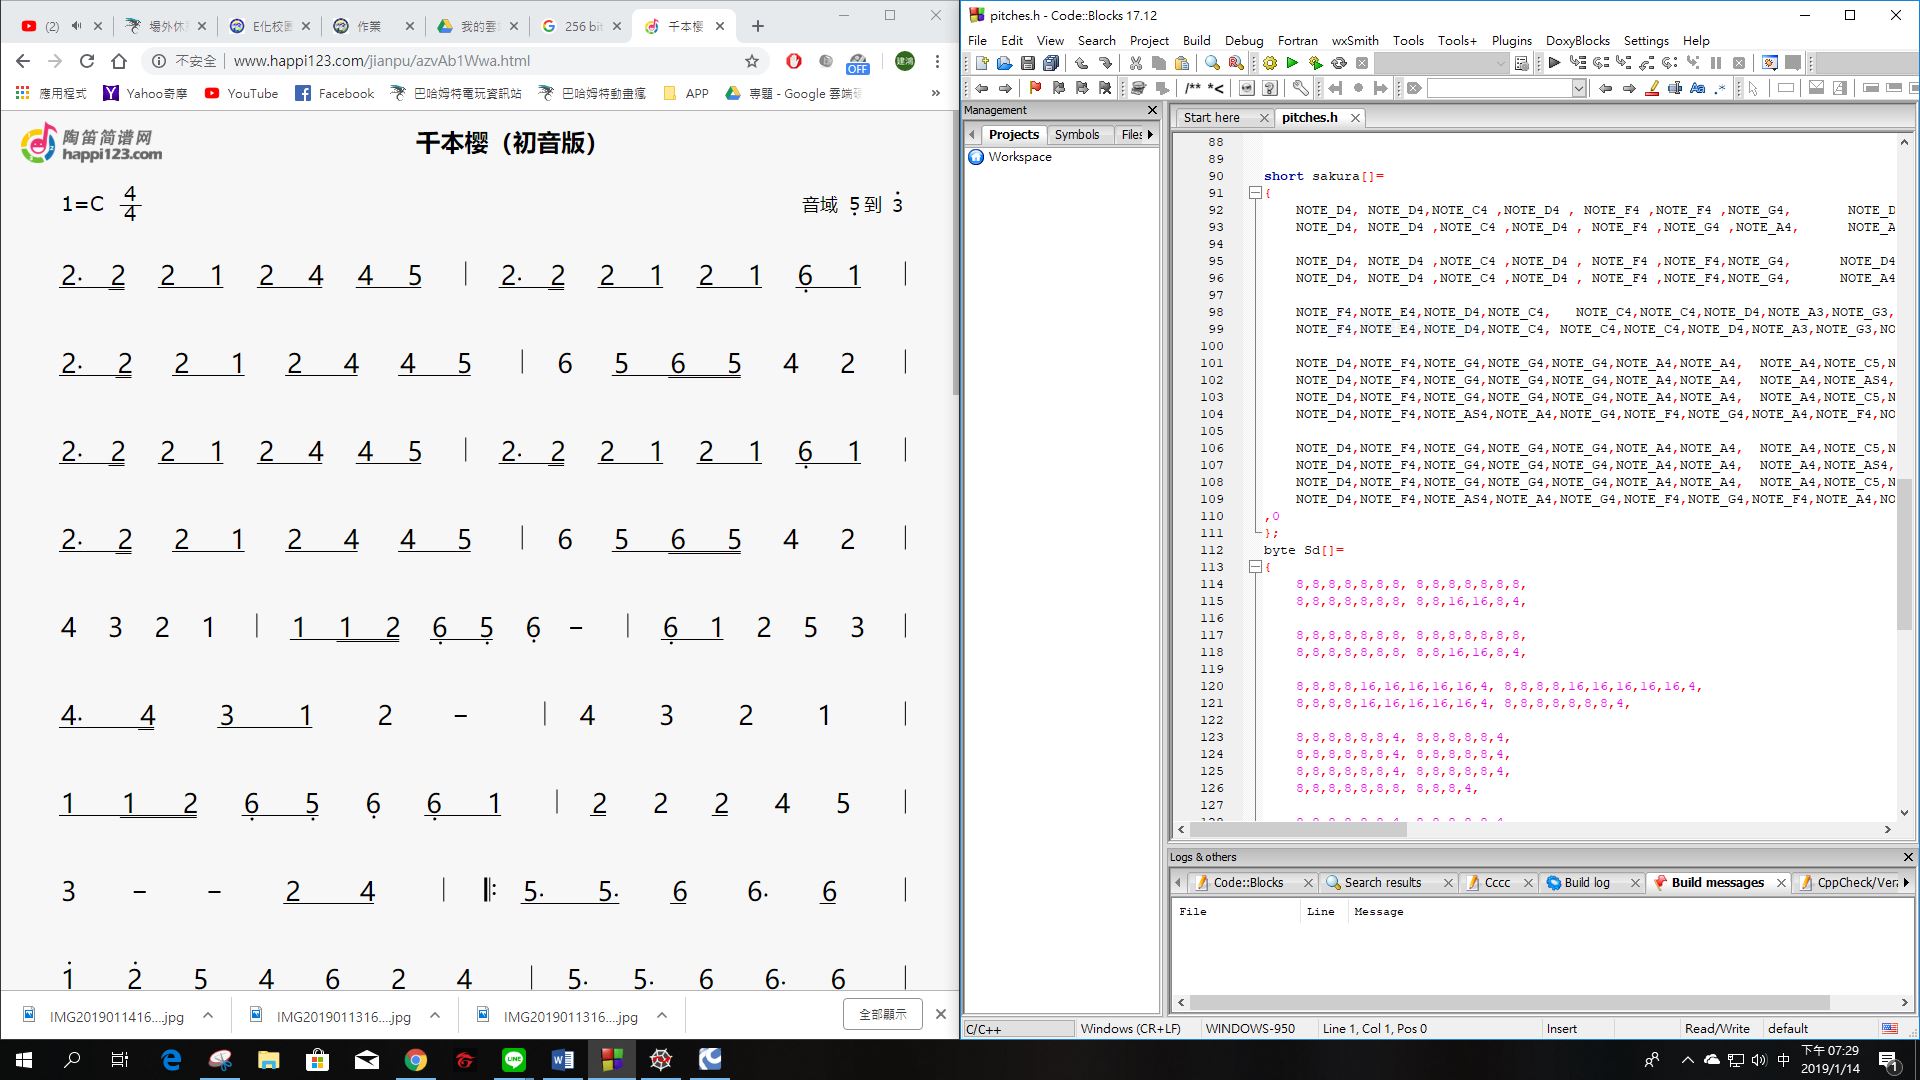 (2)
場外休
E化校園
作業
我的雲
256 bi
千本櫻
不安全 www.happi123.com/jianpu/azvAb1Wwa.html
OFF
建鴻
應用程式 Yahoo奇摩 YouTube Facebook 巴哈姆特電玩資訊站 巴哈姆特動畫瘋 APP 專題 - Google 雲端 »
陶笛简谱网
happi123.com
千本樱（初音版）
1=C 4/4
音域 5 到 3
2· 2 2 1 2 4 4 5 | 2· 2 2 1 2 1 6 1 |
2· 2 2 1 2 4 4 5 | 6 5 6 5 4 2 |
2· 2 2 1 2 4 4 5 | 2· 2 2 1 2 1 6 1 |
2· 2 2 1 2 4 4 5 | 6 5 6 5 4 2 |
4 3 2 1 | 1 1 2 6 5 6 - | 6 1 2 5 3 |
4· 4 3 1 2 - | 4 3 2 1 |
1 1 2 6 5 6 6 1 | 2 2 2 4 5 |
3 - - 2 4 | ‖: 5· 5· 6 6· 6 |
1 2 5 4 6 2 4 | 5· 5· 6 6· 6 |
IMG2019011416....jpg
IMG2019011316....jpg
IMG2019011316....jpg
全部顯示
pitches.h - Code::Blocks 17.12
File Edit View Search Project Build Debug Fortran wxSmith Tools Tools+ Plugins DoxyBlocks Settings Help
/** *<
.*
Management
Projects Symbols Files
Workspace
Start here pitches.h
88
89
90 short sakura[]=
91 {
92 NOTE_D4, NOTE_D4,NOTE_C4 ,NOTE_D4 , NOTE_F4 ,NOTE_F4 ,NOTE_G4, NOTE_D
93 NOTE_D4, NOTE_D4 ,NOTE_C4 ,NOTE_D4 , NOTE_F4 ,NOTE_G4 ,NOTE_A4, NOTE_A
94
95 NOTE_D4, NOTE_D4 ,NOTE_C4 ,NOTE_D4 , NOTE_F4 ,NOTE_F4,NOTE_G4, NOTE_D4
96 NOTE_D4, NOTE_D4 ,NOTE_C4 ,NOTE_D4 , NOTE_F4 ,NOTE_F4,NOTE_G4, NOTE_A4
97
98 NOTE_F4,NOTE_E4,NOTE_D4,NOTE_C4, NOTE_C4,NOTE_C4,NOTE_D4,NOTE_A3,NOTE_G3,
99 NOTE_F4,NOTE_E4,NOTE_D4,NOTE_C4, NOTE_C4,NOTE_C4,NOTE_D4,NOTE_A3,NOTE_G3,NO
100
101 NOTE_D4,NOTE_F4,NOTE_G4,NOTE_G4,NOTE_G4,NOTE_A4,NOTE_A4, NOTE_A4,NOTE_C5,N
102 NOTE_D4,NOTE_F4,NOTE_G4,NOTE_G4,NOTE_G4,NOTE_A4,NOTE_A4, NOTE_A4,NOTE_AS4,
103 NOTE_D4,NOTE_F4,NOTE_G4,NOTE_G4,NOTE_G4,NOTE_A4,NOTE_A4, NOTE_A4,NOTE_C5,N
104 NOTE_D4,NOTE_F4,NOTE_AS4,NOTE_A4,NOTE_G4,NOTE_F4,NOTE_G4,NOTE_A4,NOTE_F4,NO
105
106 NOTE_D4,NOTE_F4,NOTE_G4,NOTE_G4,NOTE_G4,NOTE_A4,NOTE_A4, NOTE_A4,NOTE_C5,N
107 NOTE_D4,NOTE_F4,NOTE_G4,NOTE_G4,NOTE_G4,NOTE_A4,NOTE_A4, NOTE_A4,NOTE_AS4,
108 NOTE_D4,NOTE_F4,NOTE_G4,NOTE_G4,NOTE_G4,NOTE_A4,NOTE_A4, NOTE_A4,NOTE_C5,N
109 NOTE_D4,NOTE_F4,NOTE_AS4,NOTE_A4,NOTE_G4,NOTE_F4,NOTE_G4,NOTE_F4,NOTE_A4,NO
110 ,0
111 };
112 byte Sd[]=
113 {
114 8,8,8,8,8,8,8, 8,8,8,8,8,8,8,
115 8,8,8,8,8,8,8, 8,8,16,16,8,4,
116
117 8,8,8,8,8,8,8, 8,8,8,8,8,8,8,
118 8,8,8,8,8,8,8, 8,8,16,16,8,4,
119
120 8,8,8,8,16,16,16,16,16,4, 8,8,8,8,16,16,16,16,16,4,
121 8,8,8,8,16,16,16,16,16,4, 8,8,8,8,8,8,8,4,
122
123 8,8,8,8,8,8,4, 8,8,8,8,8,4,
124 8,8,8,8,8,8,4, 8,8,8,8,8,4,
125 8,8,8,8,8,8,4, 8,8,8,8,8,4,
126 8,8,8,8,8,8,8, 8,8,8,4,
127
Logs & others
Code::Blocks Search results Cccc Build log Build messages CppCheck/Vera
File Line Message
C/C++ Windows (CR+LF) WINDOWS-950 Line 1, Col 1, Pos 0 Insert Read/Write default
LINE
中
下午 07:29
2019/1/14
1